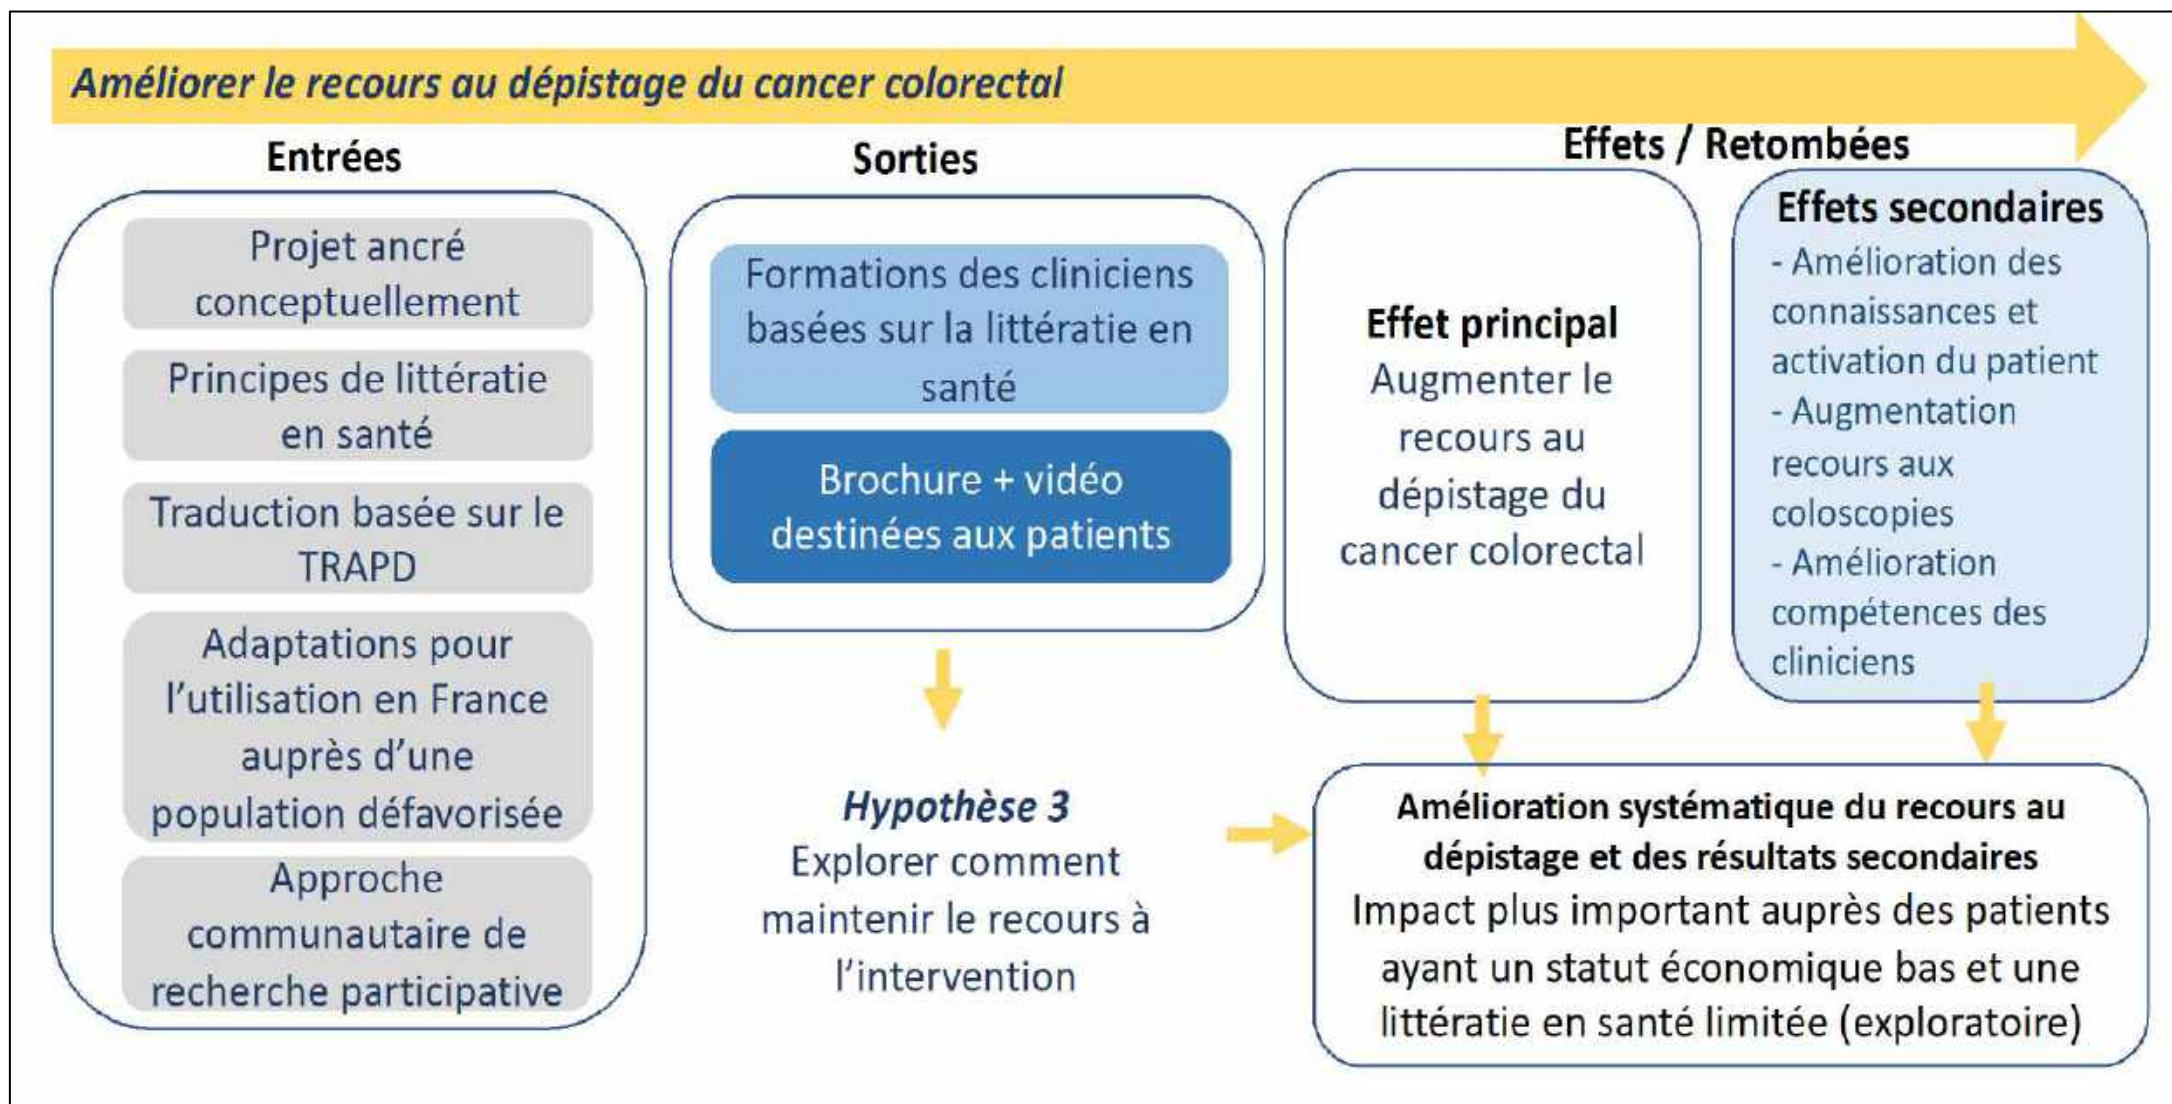 Améliorer le recours au dépistage du cancer colorectal
Entrées
Projet ancré
conceptuellement
Principes de littératie
en santé
Traduction basée sur le
TRAPD
Adaptations pour
l'utilisation en France
auprès d'une
population défavorisée
Approche
communautaire de
recherche participative
Sorties
Formations des cliniciens
basées sur la littératie en
santé
Brochure + vidéo
destinées aux patients
Hypothèse 3
Explorer comment
maintenir le recours à
l'intervention
Effets / Retombées
Effet principal
Augmenter le
recours au
dépistage du
cancer colorectal
Effets secondaires
- Amélioration des
connaissances et
activation du patient
- Augmentation
recours aux
coloscopies
- Amélioration
compétences des
cliniciens
Amélioration systématique du recours au
dépistage et des résultats secondaires
Impact plus important auprès des patients
ayant un statut économique bas et une
littératie en santé limitée (exploratoire)